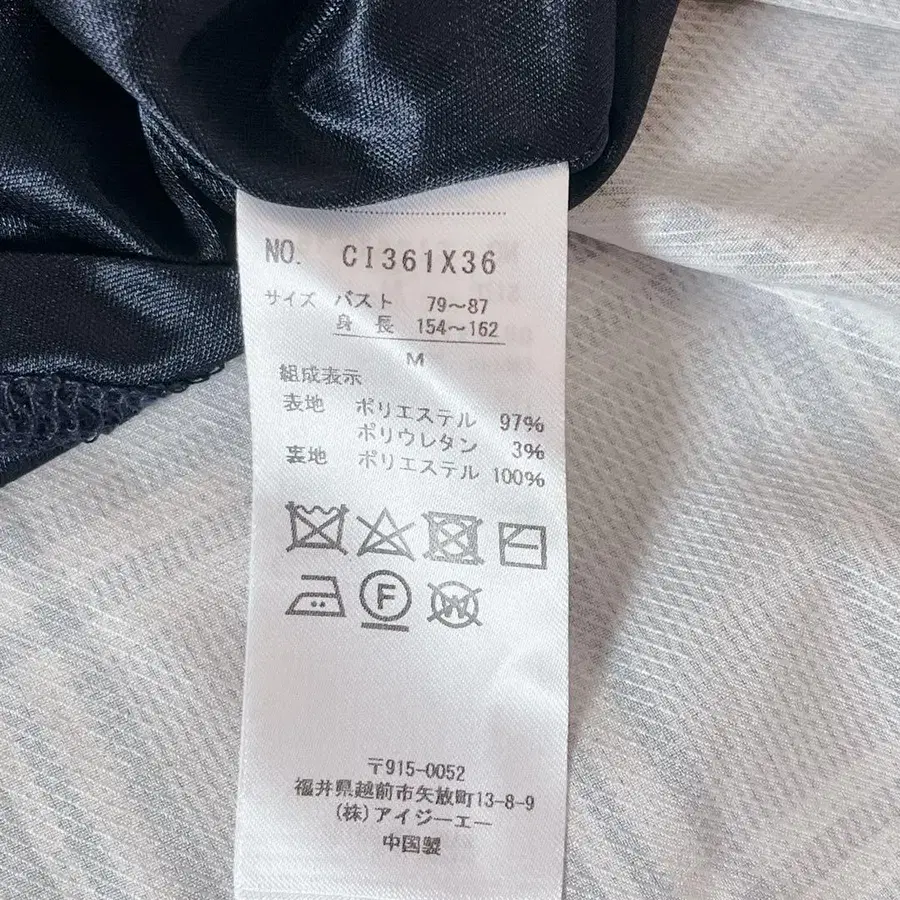 NO. CI361X36
サイズ バスト 79〜87
身長 154〜162
M
組成表示
表地 ポリエステル 97%
ポリウレタン 3%
裏地 ポリエステル 100%
F
W
〒915-0052
福井県越前市矢放町13-8-9
(株)アイジーエー
中国製